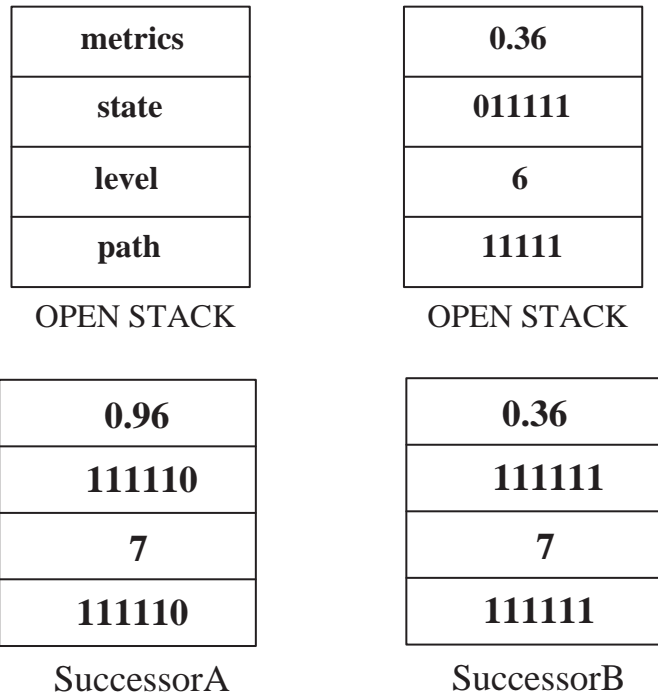 metrics
state
level
path
OPEN STACK
0.36
011111
6
11111
OPEN STACK
0.96
111110
7
111110
SuccessorA
0.36
111111
7
111111
SuccessorB